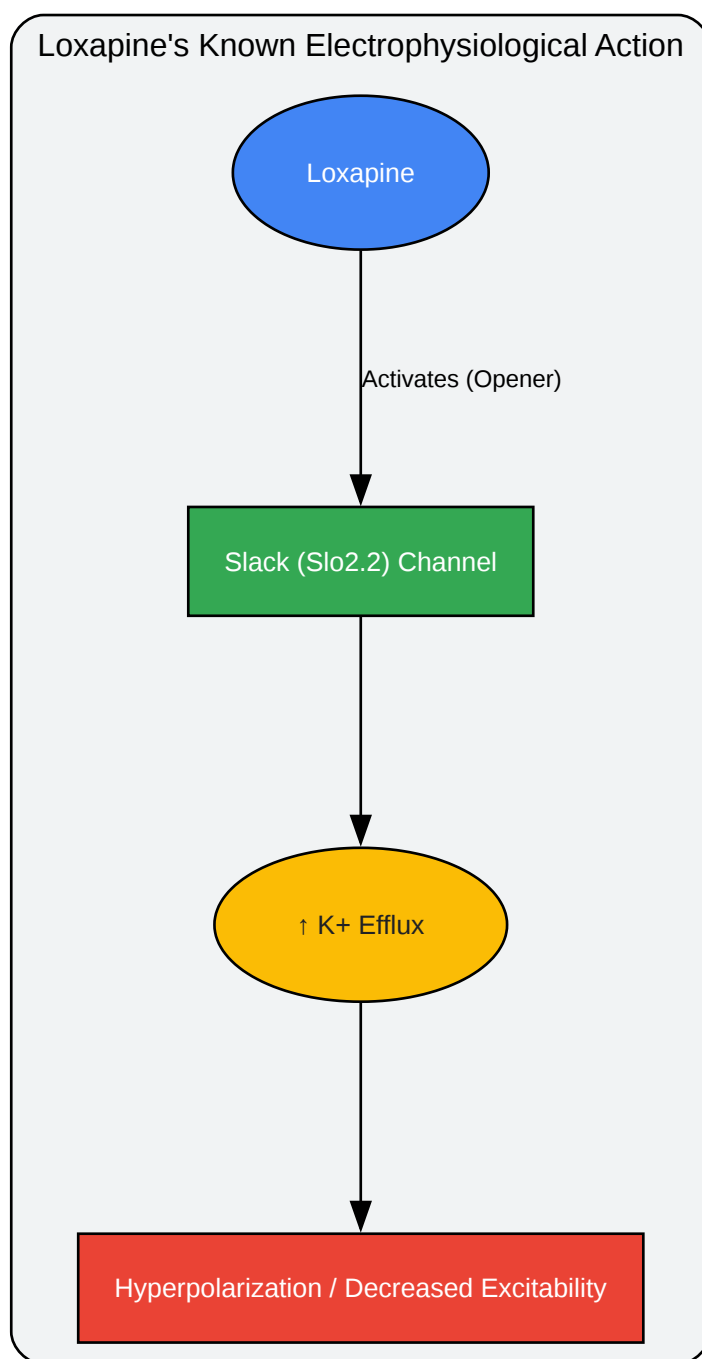 Loxapine's Known Electrophysiological Action
Loxapine
Activates (Opener)
Slack (Slo2.2) Channel
↑ K+ Efflux
Hyperpolarization / Decreased Excitability